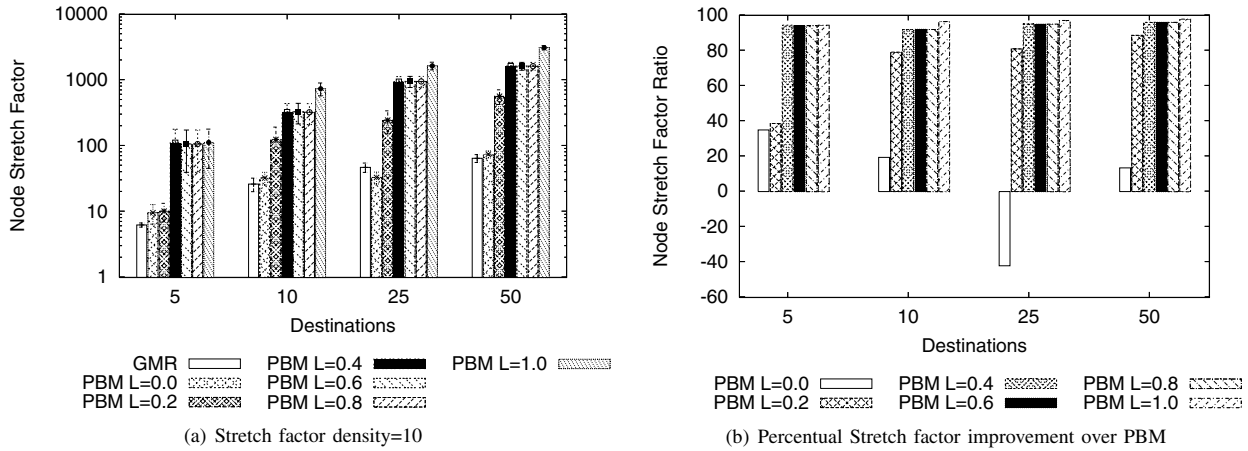 Node Stretch Factor
10000
1000
100
10
1
5 10 25 50
Destinations
GMR
PBM L=0.0
PBM L=0.2
PBM L=0.4
PBM L=0.6
PBM L=0.8
PBM L=1.0
(a) Stretch factor density=10
Node Stretch Factor Ratio
100
80
60
40
20
0
-20
-40
-60
5 10 25 50
Destinations
PBM L=0.0
PBM L=0.2
PBM L=0.4
PBM L=0.6
PBM L=0.8
PBM L=1.0
(b) Percentual Stretch factor improvement over PBM